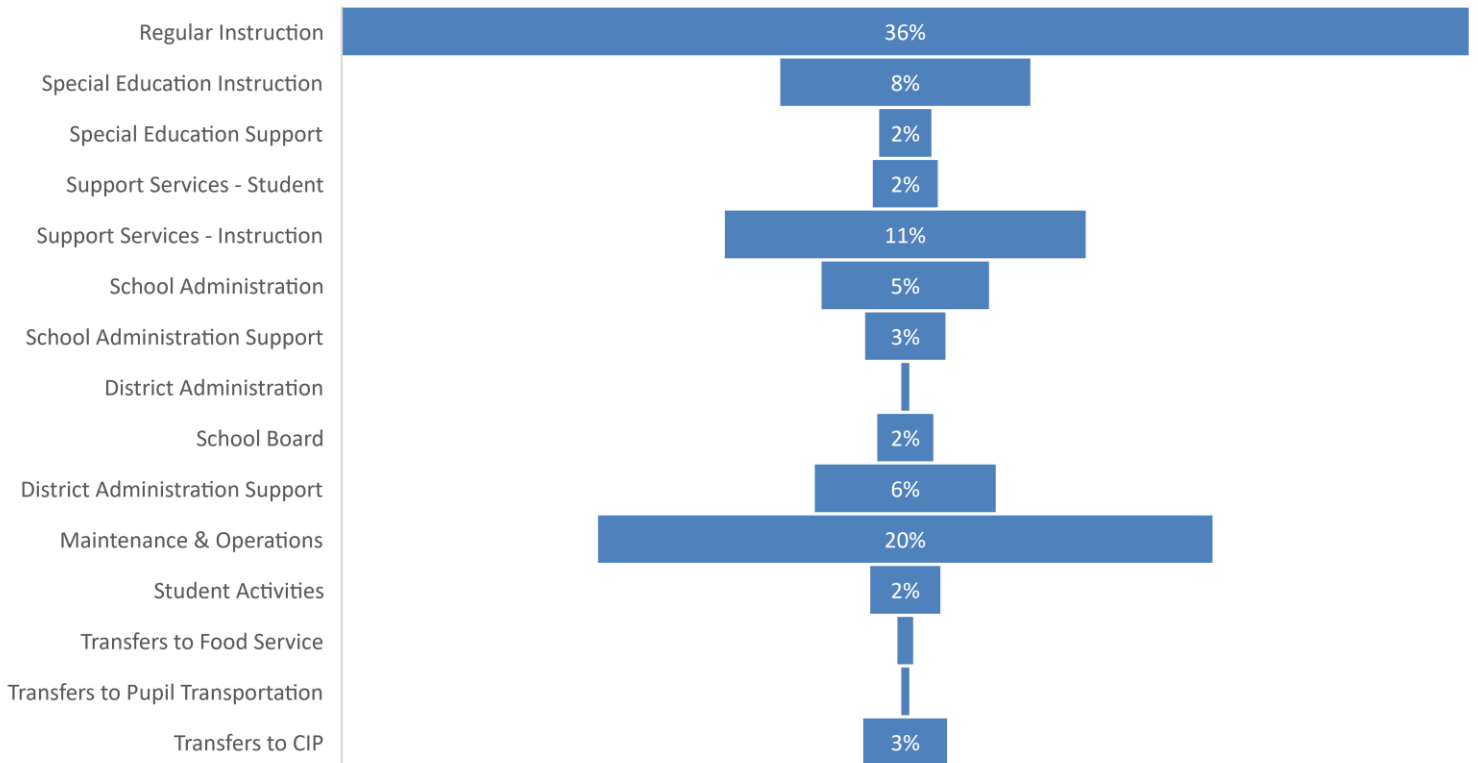 Regular Instruction 36%
Special Education Instruction 8%
Special Education Support 2%
Support Services - Student 2%
Support Services - Instruction 11%
School Administration 5%
School Administration Support 3%
District Administration
School Board 2%
District Administration Support 6%
Maintenance & Operations 20%
Student Activities 2%
Transfers to Food Service
Transfers to Pupil Transportation
Transfers to CIP 3%